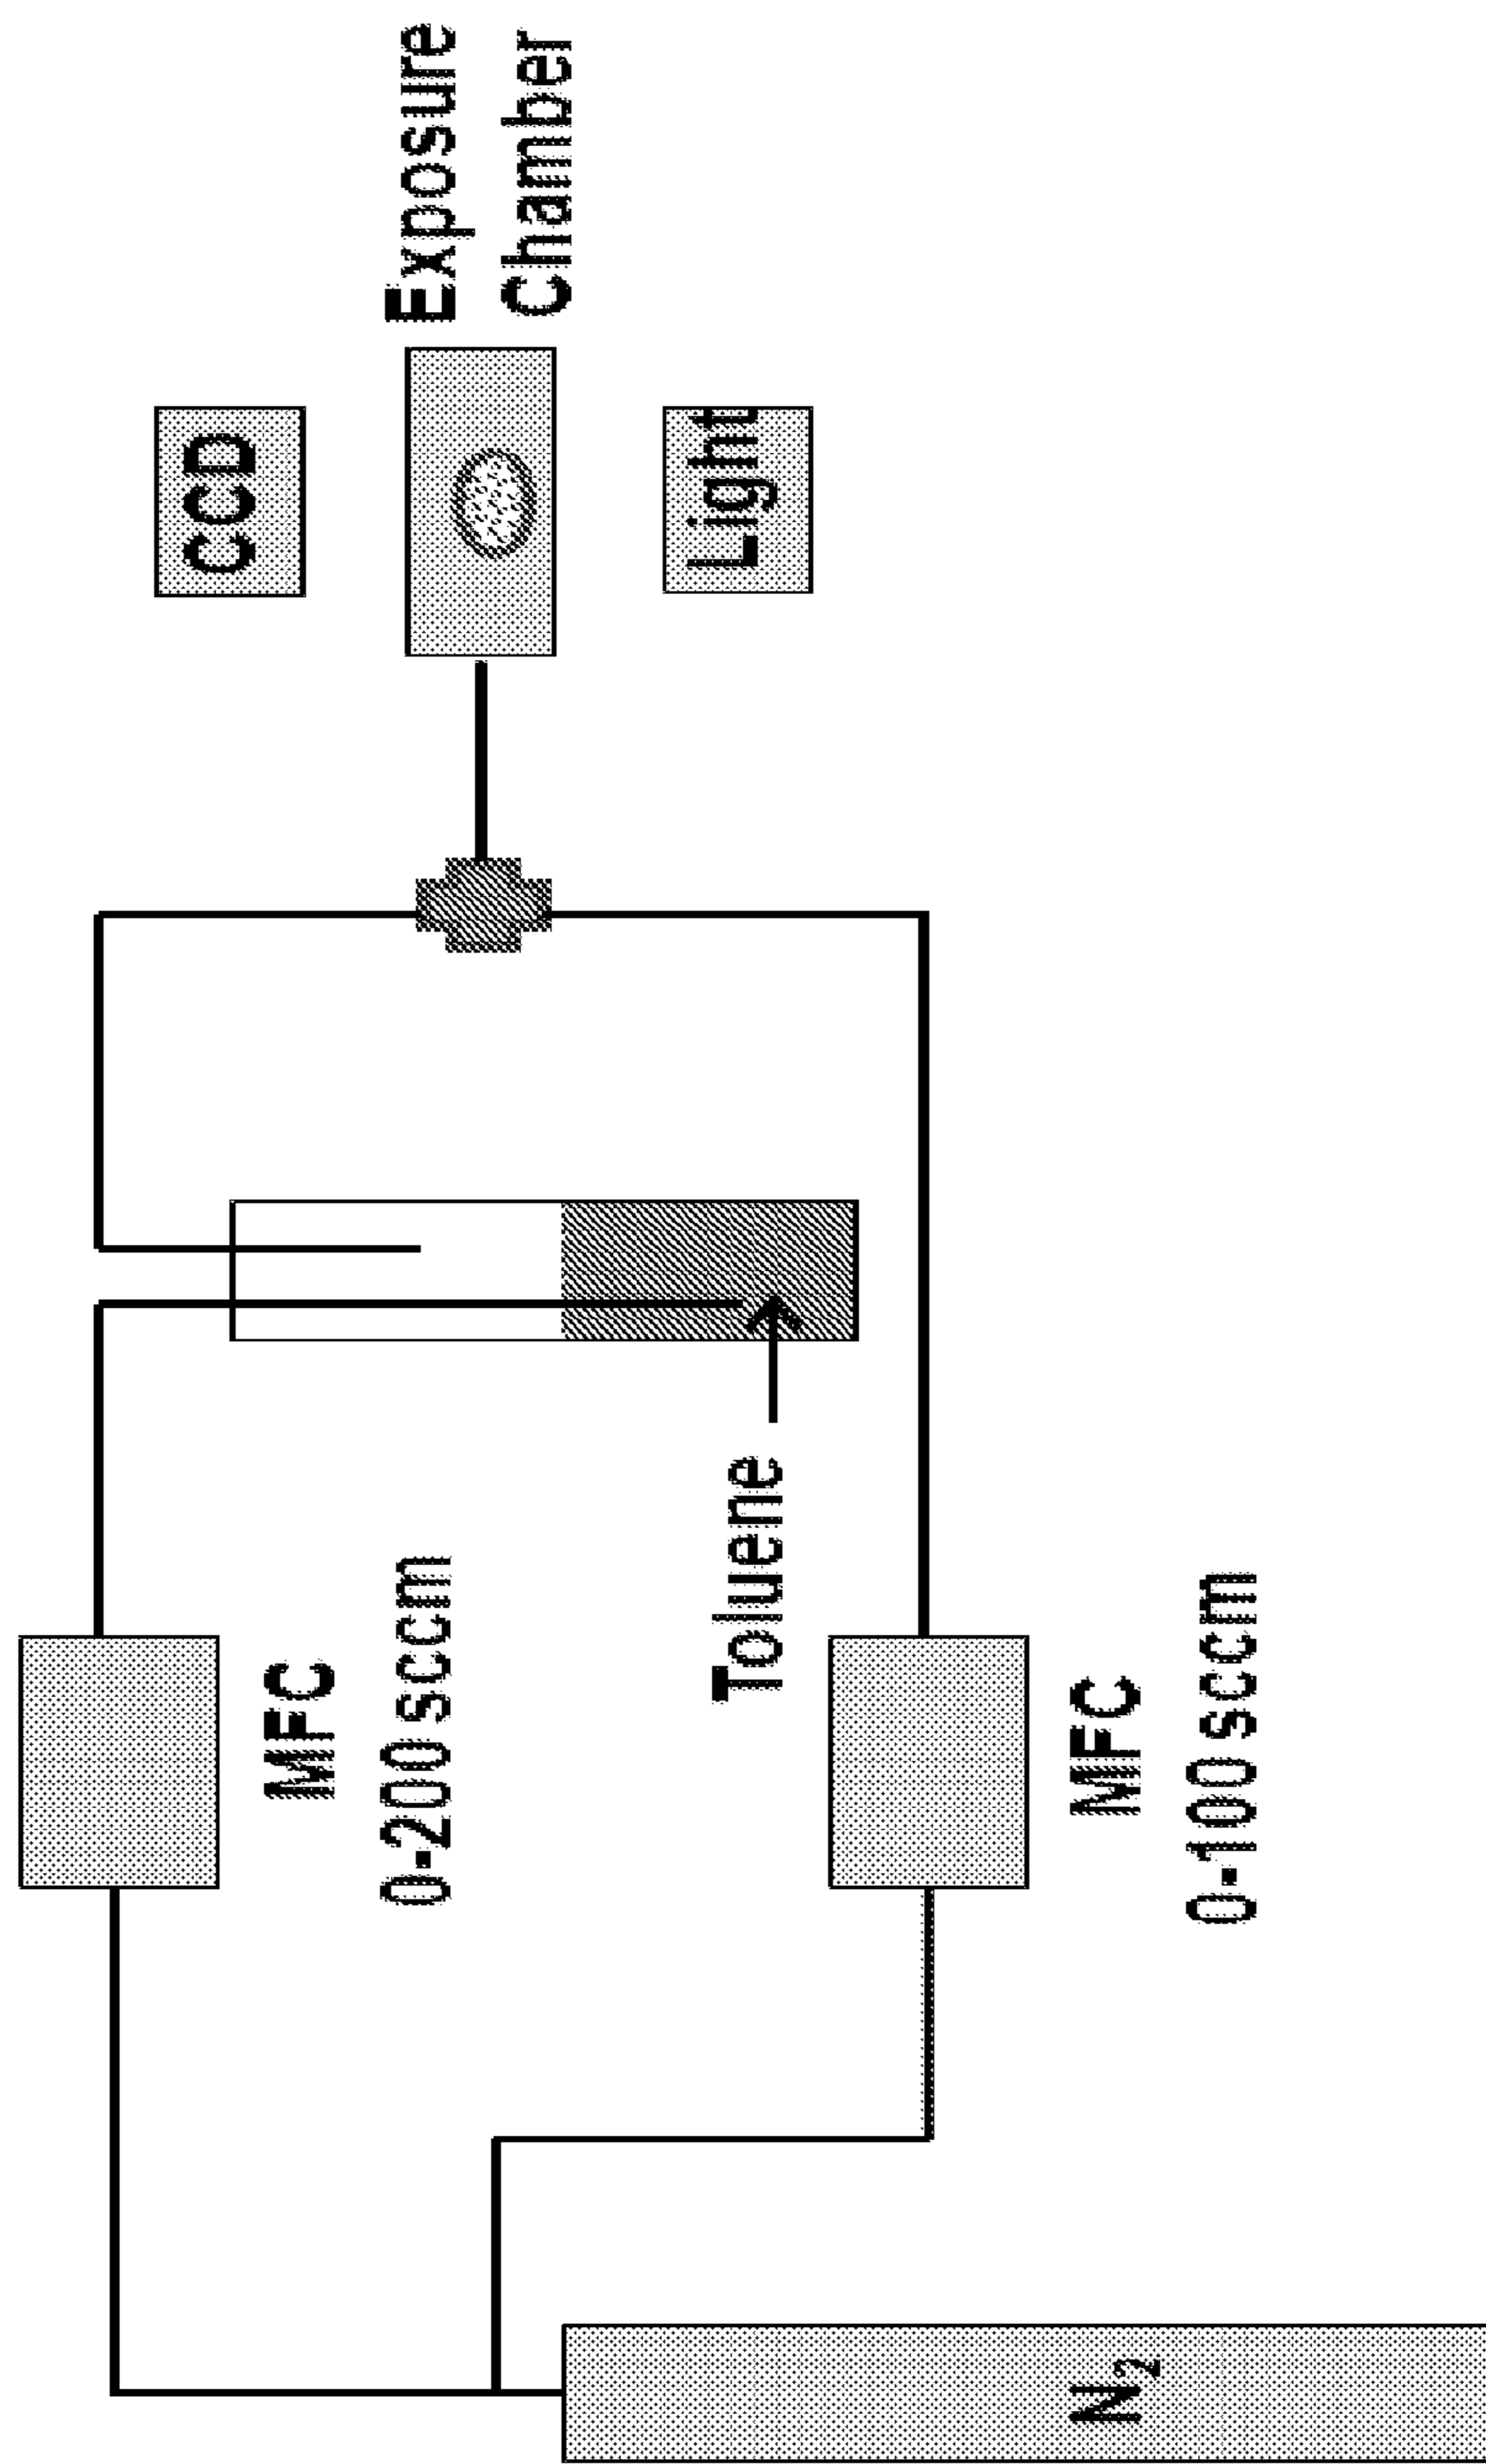 CCD
Exposure
Chamber
Light
MFC
0-200 sccm
Toluene
MFC
0-100 sccm
N₂